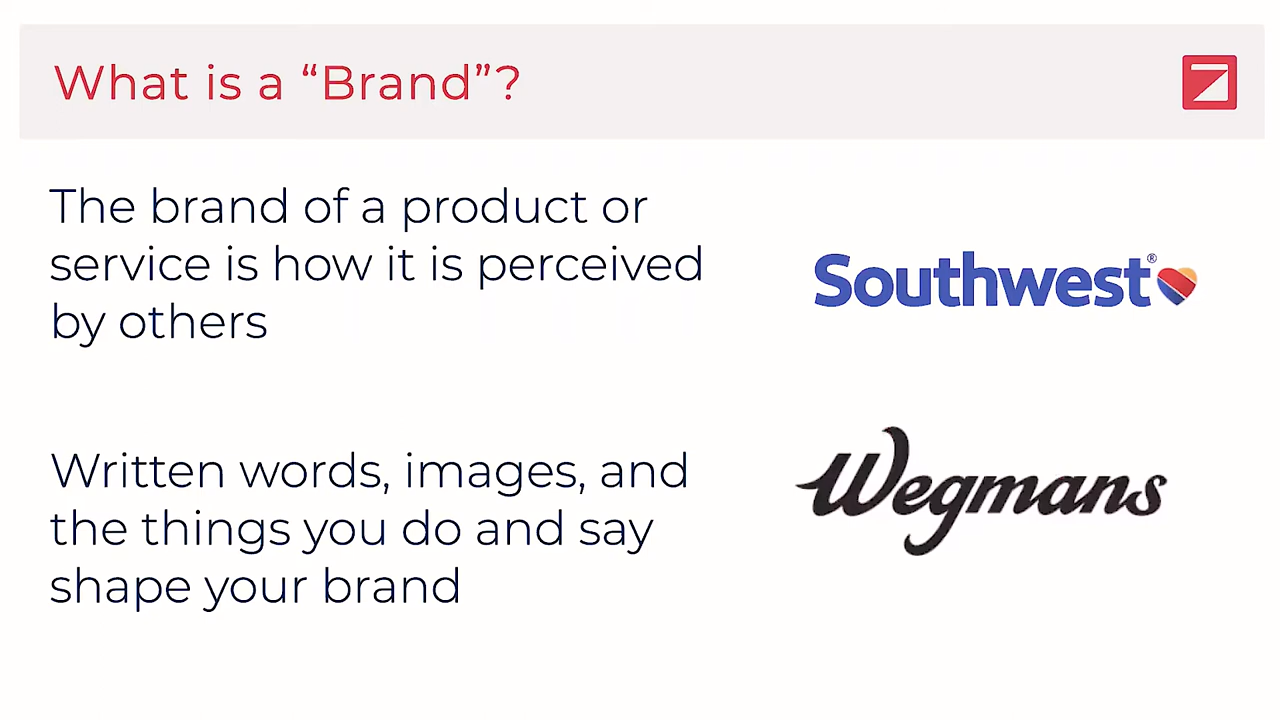 What is a “Brand”?
The brand of a product or
service is how it is perceived
by others
Southwest®
Written words, images, and
the things you do and say
shape your brand
Wegmans